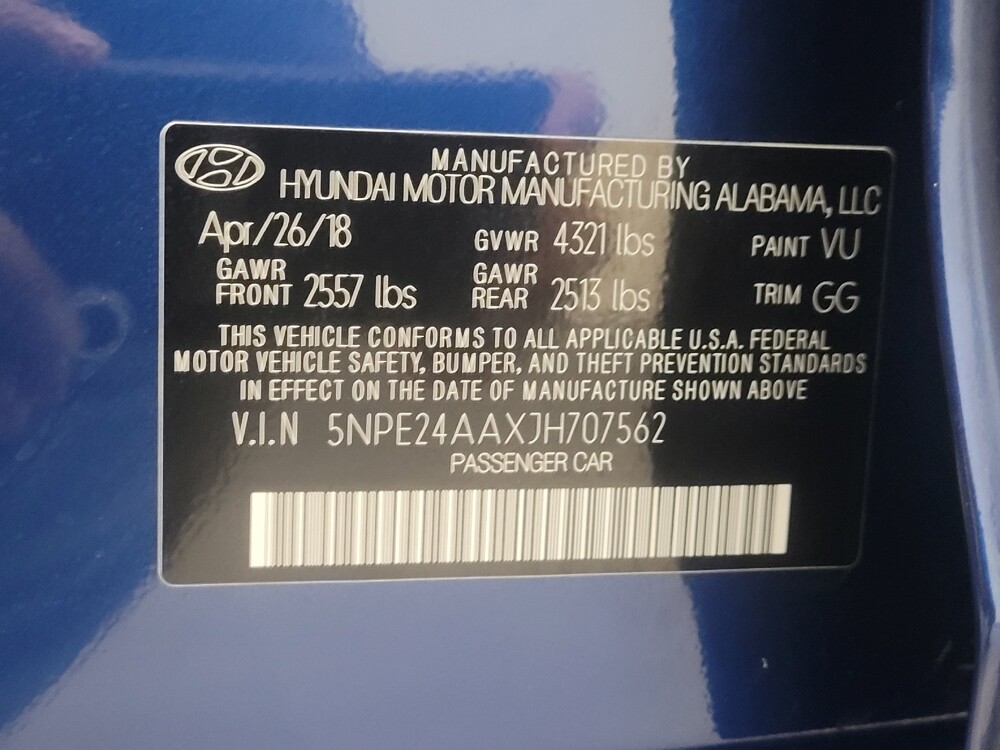 MANUFACTURED BY
HYUNDAI MOTOR MANUFACTURING ALABAMA, LLC
Apr/26/18 GVWR 4321 lbs PAINT VU
GAWR FRONT 2557 lbs GAWR REAR 2513 lbs TRIM GG
THIS VEHICLE CONFORMS TO ALL APPLICABLE U.S.A. FEDERAL
MOTOR VEHICLE SAFETY, BUMPER, AND THEFT PREVENTION STANDARDS
IN EFFECT ON THE DATE OF MANUFACTURE SHOWN ABOVE
V.I.N 5NPE24AAXJH707562
PASSENGER CAR